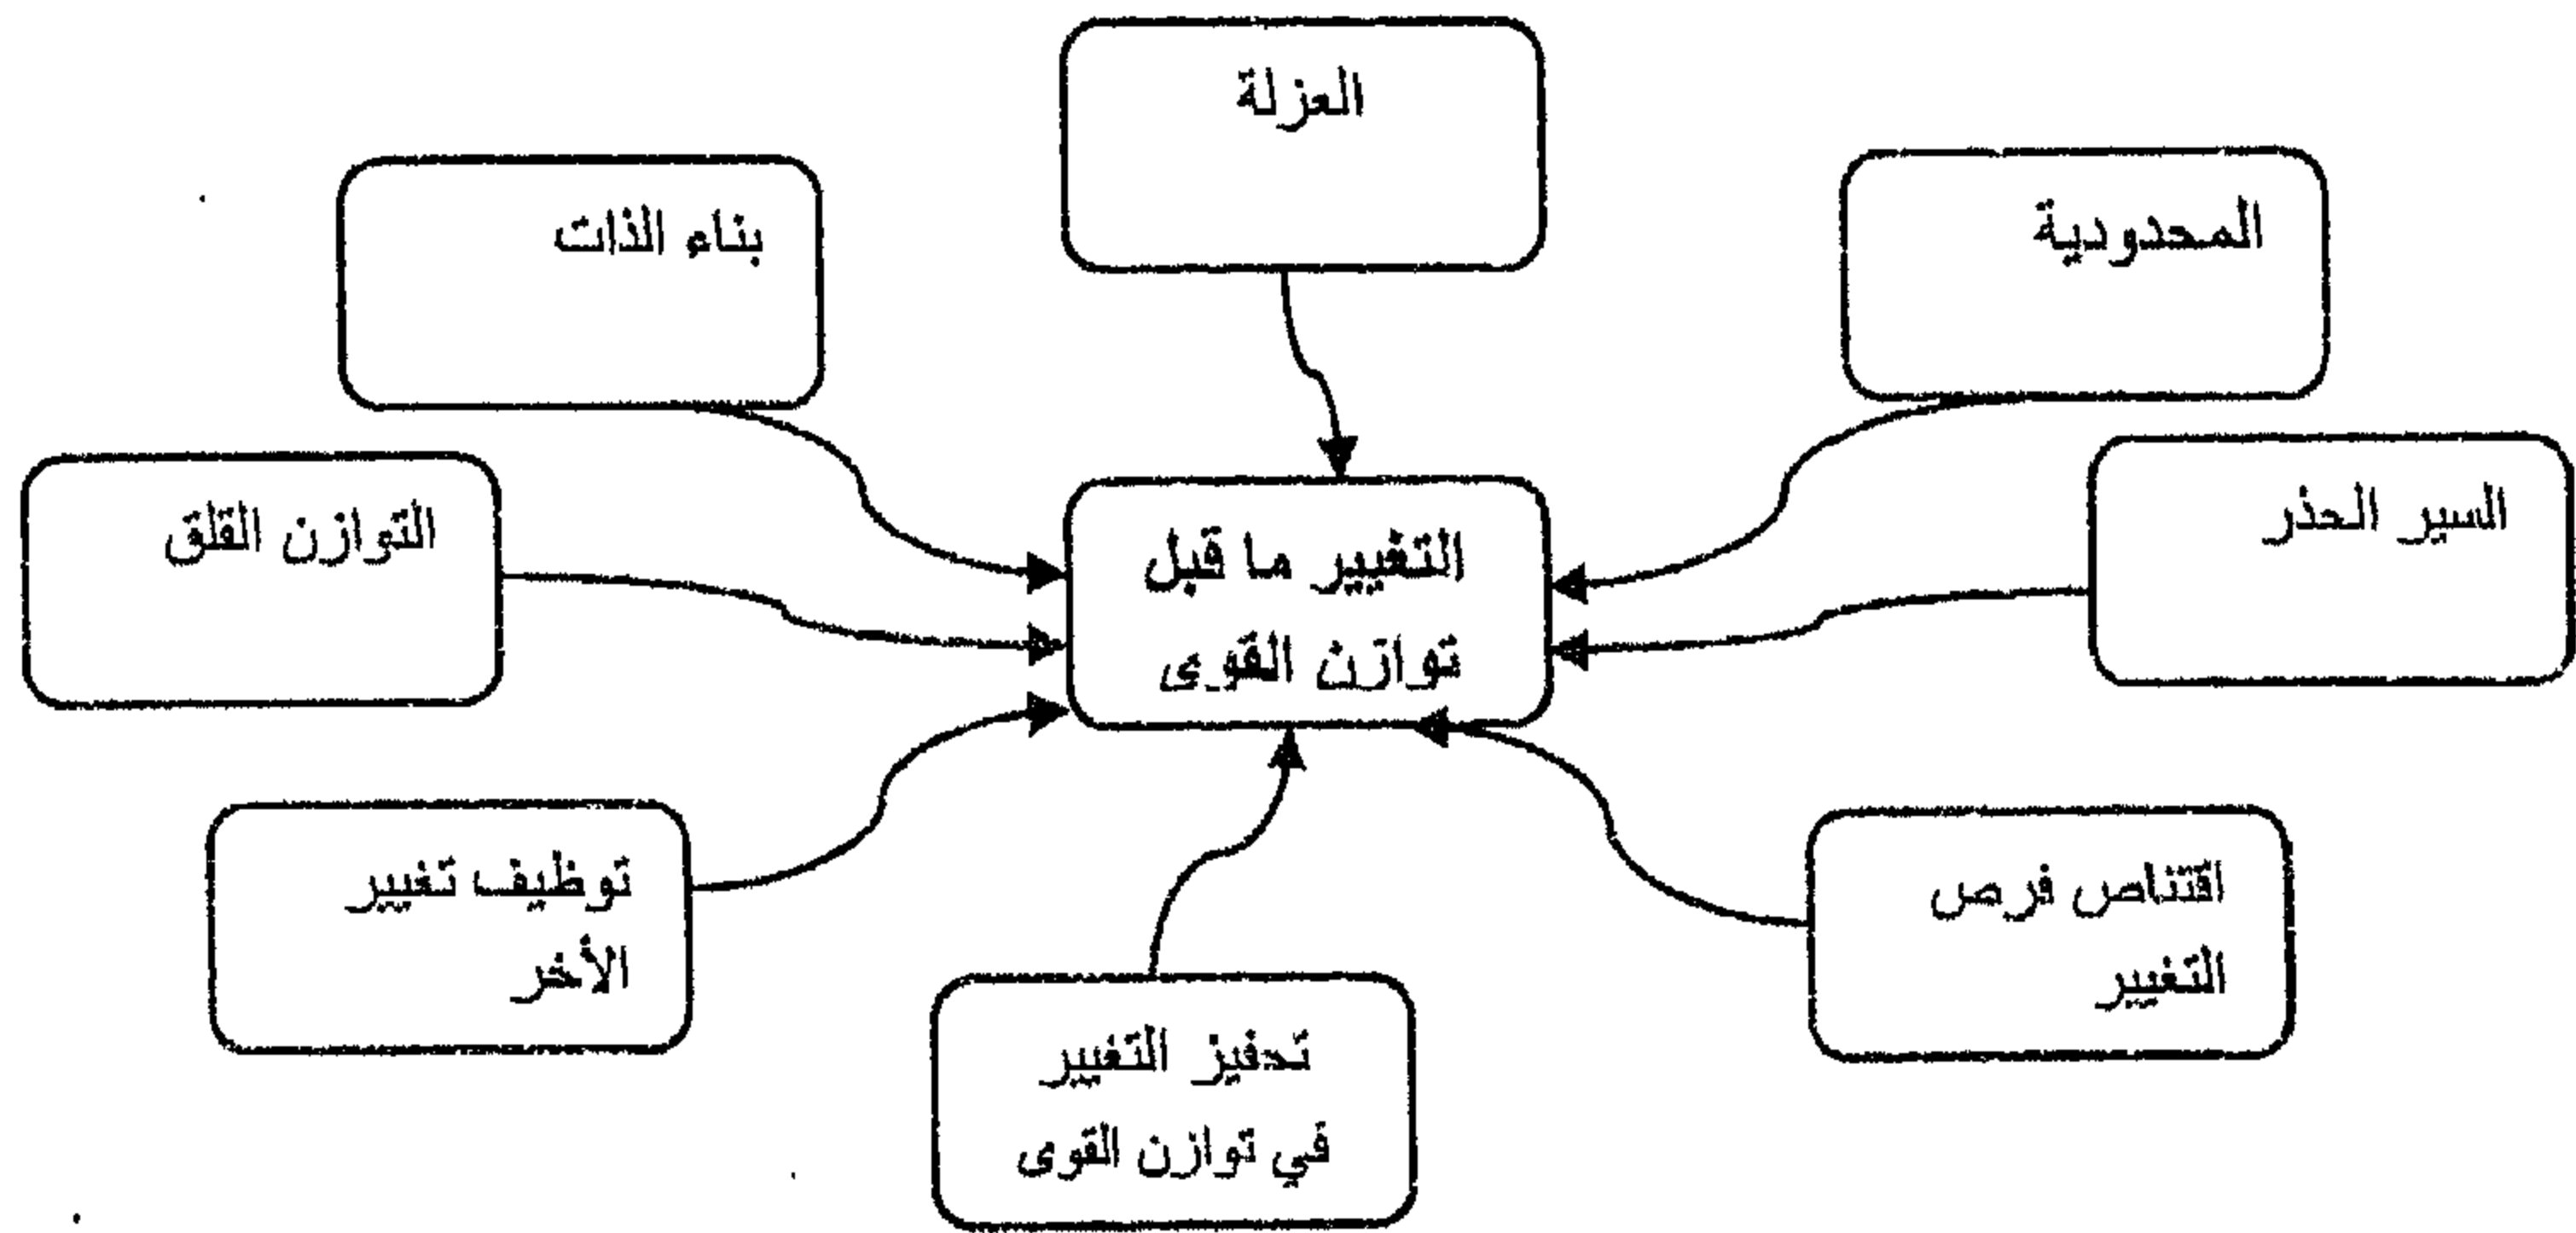 العزلة
المحدودية
بناء الذات
السير الحذر
التوازن القلق
التغيير ما قبل
توازن القوى
اقتناص فرص
التغيير
توظيف تغيير
الأخر
تحفيز التغيير
في توازن القوى